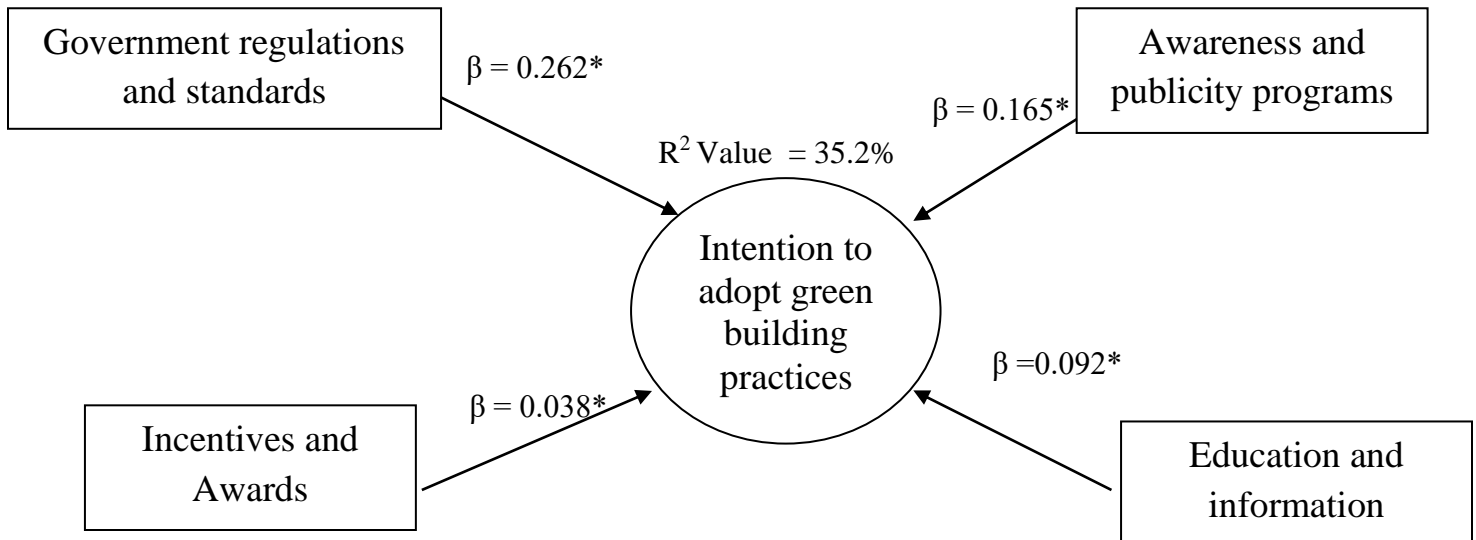 Government regulations
and standards
β = 0.262*
Awareness and
publicity programs
β = 0.165*
R² Value = 35.2%
Intention to
adopt green
building
practices
β = 0.038*
Incentives and
Awards
β =0.092*
Education and
information